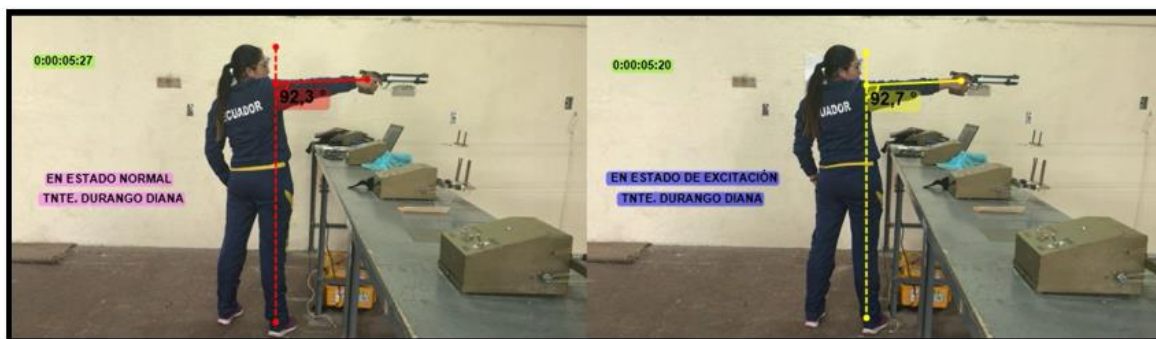 0:00:05:27
92,3 °
ECUADOR
EN ESTADO NORMAL
TNTE. DURANGO DIANA
0:00:05:20
92,7 °
UADOR
EN ESTADO DE EXCITACIÓN
TNTE. DURANGO DIANA